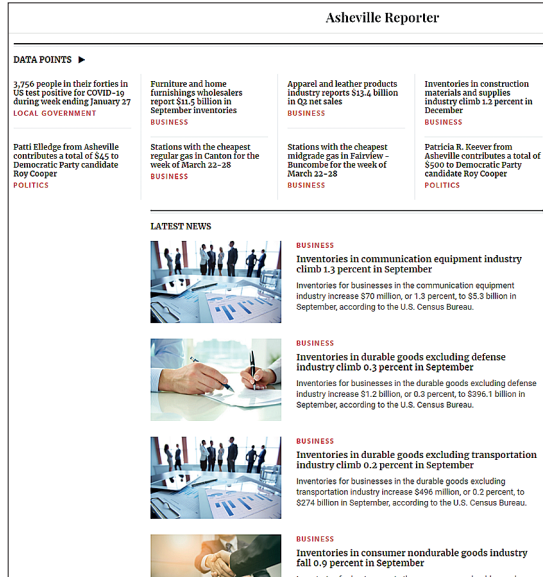 Asheville Reporter
DATA POINTS ▶
3,756 people in their forties in
US test positive for COVID-19
during week ending January 27
LOCAL GOVERNMENT
Furniture and home
furnishings wholesalers
report $11.5 billion in
September inventories
BUSINESS
Apparel and leather products
industry reports $13.4 billion
in Q2 net sales
BUSINESS
Inventories in construction
materials and supplies
industry climb 1.2 percent in
December
BUSINESS
Patti Elledge from Asheville
contributes a total of $45 to
Democratic Party candidate
Roy Cooper
POLITICS
Stations with the cheapest
regular gas in Canton for the
week of March 22-28
BUSINESS
Stations with the cheapest
midgrade gas in Fairview -
Buncombe for the week of
March 22-28
BUSINESS
Patricia R. Keever from
Asheville contributes a total of
$500 to Democratic Party
candidate Roy Cooper
POLITICS
LATEST NEWS
BUSINESS
Inventories in communication equipment industry
climb 1.3 percent in September
Inventories for businesses in the communication equipment
industry increase $70 million, or 1.3 percent, to $5.3 billion in
September, according to the U.S. Census Bureau.
BUSINESS
Inventories in durable goods excluding defense
industry climb 0.3 percent in September
Inventories for businesses in the durable goods excluding defense
industry increase $1.2 billion, or 0.3 percent, to $396.1 billion in
September, according to the U.S. Census Bureau.
BUSINESS
Inventories in durable goods excluding transportation
industry climb 0.2 percent in September
Inventories for businesses in the durable goods excluding
transportation industry increase $496 million, or 0.2 percent, to
$274 billion in September, according to the U.S. Census Bureau.
BUSINESS
Inventories in consumer nondurable goods industry
fall 0.9 percent in September